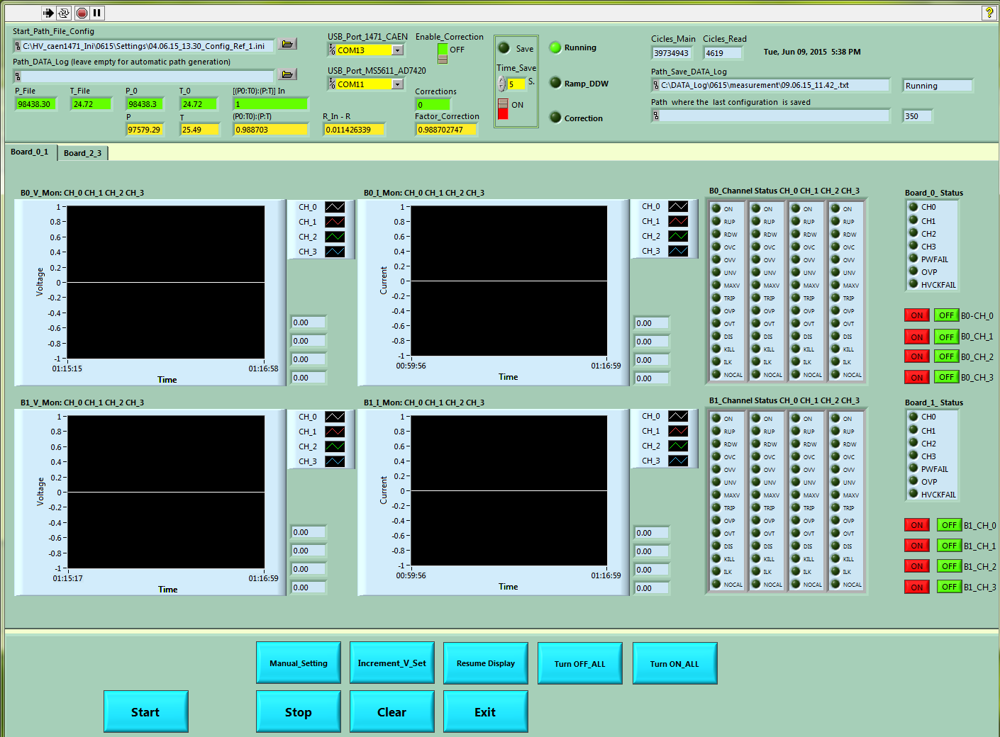 ?
Start_Path_File_Config
C:\HV_caen1471_Ini\0615\Settings\04.06.15_13.30_Config_Ref_1.ini
Path_DATA_Log (leave empty for automatic path generation)
P_File T_File P_0 T_0 [(P0:T0):(P:T)] In
98438.30 24.72 98438.3 24.72 1
P T (P0:T0):(P:T) R_In - R
97579.29 25.49 0.988703 0.011426339
USB_Port_1471_CAEN
COM13
USB_Port_MS5611_AD7420
COM11
Enable_Correction
OFF
Corrections
0
Factor_Correction
0.988702747
Save
Time_Save
5 S.
ON
Running
Ramp_DDW
Correction
Cicles_Main Cicles_Read
39734943 4619 Tue, Jun 09, 2015 5:38 PM
Path_Save_DATA_Log
C:\DATA_Log\0615\measurement\09.06.15_11.42_.txt Running
Path where the last configuration is saved
350
Board_0_1 Board_2_3
B0_V_Mon: CH_0 CH_1 CH_2 CH_3
1
0.8
0.6
0.4
0.2
0
-0.2
-0.4
-0.6
-0.8
-1
Voltage
01:15:15 01:16:58
Time
CH_0
CH_1
CH_2
CH_3
0.00
0.00
0.00
0.00
B0_I_Mon: CH_0 CH_1 CH_2 CH_3
1
0.8
0.6
0.4
0.2
0
-0.2
-0.4
-0.6
-0.8
-1
Current
00:59:56 01:16:59
Time
CH_0
CH_1
CH_2
CH_3
0.00
0.00
0.00
0.00
B0_Channel Status CH_0 CH_1 CH_2 CH_3
ON ON ON ON
RUP RUP RUP RUP
RDW RDW RDW RDW
OVC OVC OVC OVC
OVV OVV OVV OVV
UNV UNV UNV UNV
MAXV MAXV MAXV MAXV
TRIP TRIP TRIP TRIP
OVP OVP OVP OVP
OVT OVT OVT OVT
DIS DIS DIS DIS
KILL KILL KILL KILL
ILK ILK ILK ILK
NOCAL NOCAL NOCAL NOCAL
Board_0_ Status
CH0
CH1
CH2
CH3
PWFAIL
OVP
HVCKFAIL
ON OFF B0-CH_0
ON OFF B0_CH_1
ON OFF B0_CH_2
ON OFF B0_CH_3
B1_V_Mon: CH_0 CH_1 CH_2 CH_3
1
0.8
0.6
0.4
0.2
0
-0.2
-0.4
-0.6
-0.8
-1
Voltage
01:15:17 01:16:59
Time
CH_0
CH_1
CH_2
CH_3
0.00
0.00
0.00
0.00
B1_I_Mon: CH_0 CH_1 CH_2 CH_3
1
0.8
0.6
0.4
0.2
0
-0.2
-0.4
-0.6
-0.8
-1
Current
00:59:56 01:16:59
Time
CH_0
CH_1
CH_2
CH_3
0.00
0.00
0.00
0.00
B1_Channel Status CH_0 CH_1 CH_2 CH_3
ON ON ON ON
RUP RUP RUP RUP
RDW RDW RDW RDW
OVC OVC OVC OVC
OVV OVV OVV OVV
UNV UNV UNV UNV
MAXV MAXV MAXV MAXV
TRIP TRIP TRIP TRIP
OVP OVP OVP OVP
OVT OVT OVT OVT
DIS DIS DIS DIS
KILL KILL KILL KILL
ILK ILK ILK ILK
NOCAL NOCAL NOCAL NOCAL
Board_1_ Status
CH0
CH1
CH2
CH3
PWFAIL
OVP
HVCKFAIL
ON OFF B1_CH_0
ON OFF B1_CH_1
ON OFF B1_CH_2
ON OFF B1_CH_3
Manual_Setting Increment_V_Set Resume Display Turn OFF_ALL Turn ON_ALL
Start Stop Clear Exit